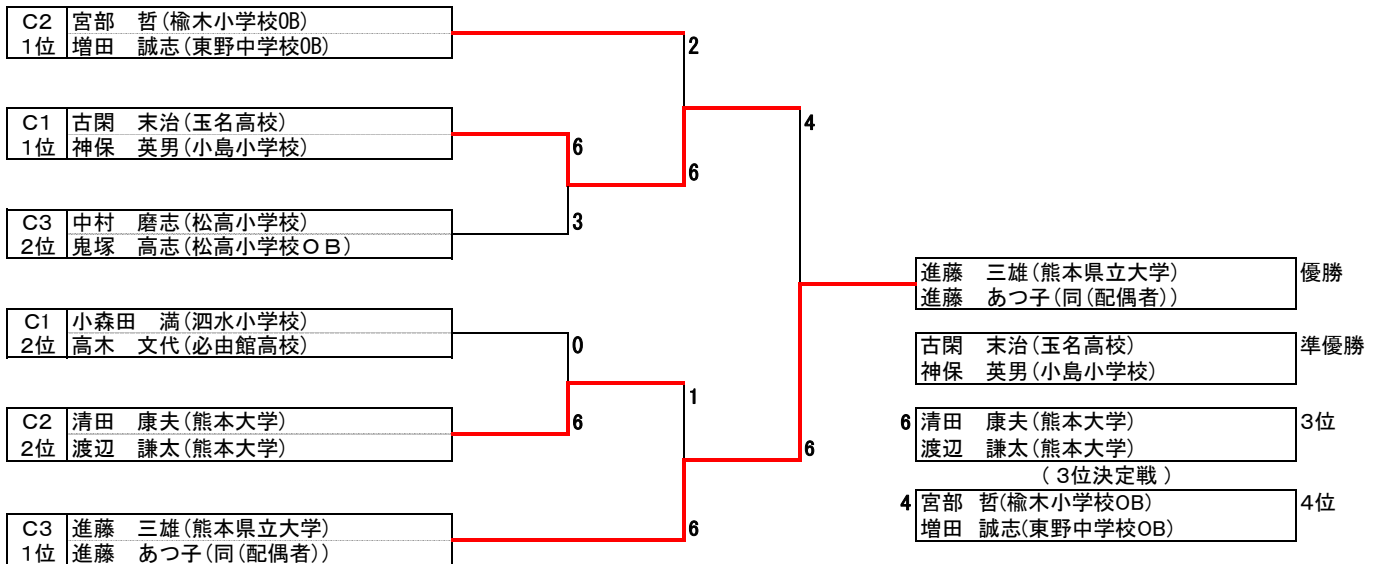 C2 宮部　哲(楡木小学校OB)
1位 増田　誠志(東野中学校OB)
2
C1 古閑　末治(玉名高校)
1位 神保　英男(小島小学校)
6
4
6
C3 中村　磨志(松高小学校)
2位 鬼塚　高志(松高小学校ＯＢ)
3
進藤　三雄(熊本県立大学) 優勝
進藤　あつ子(同(配偶者))
C1 小森田　満(泗水小学校)
2位 高木　文代(必由館高校)
0
古閑　末治(玉名高校) 準優勝
神保　英男(小島小学校)
1
C2 清田　康夫(熊本大学)
2位 渡辺　謙太(熊本大学)
6
6
6 清田　康夫(熊本大学) 3位
渡辺　謙太(熊本大学)
( 3位決定戦 )
4 宮部　哲(楡木小学校OB) 4位
増田　誠志(東野中学校OB)
C3 進藤　三雄(熊本県立大学)
1位 進藤　あつ子(同(配偶者))
6